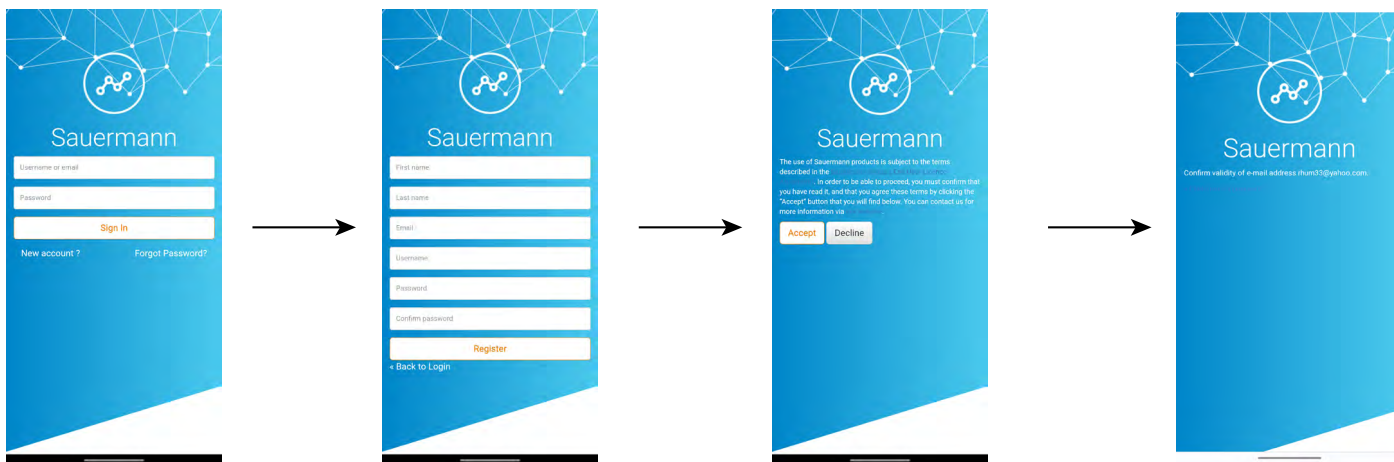 Sauermann
Username or email
Password
Sign In
New account ?
Forgot Password?
Sauermann
First name
Last name
Email
Username
Password
Confirm password
Register
« Back to Login
Sauermann
The use of Sauermann products is subject to the terms
described in the
. In order to be able to proceed, you must confirm that
you have read it, and that you agree these terms by clicking the
"Accept" button that you will find below. You can contact us for
more information via
Accept
Decline
Sauermann
Confirm validity of e-mail address rhum33@yahoo.com.